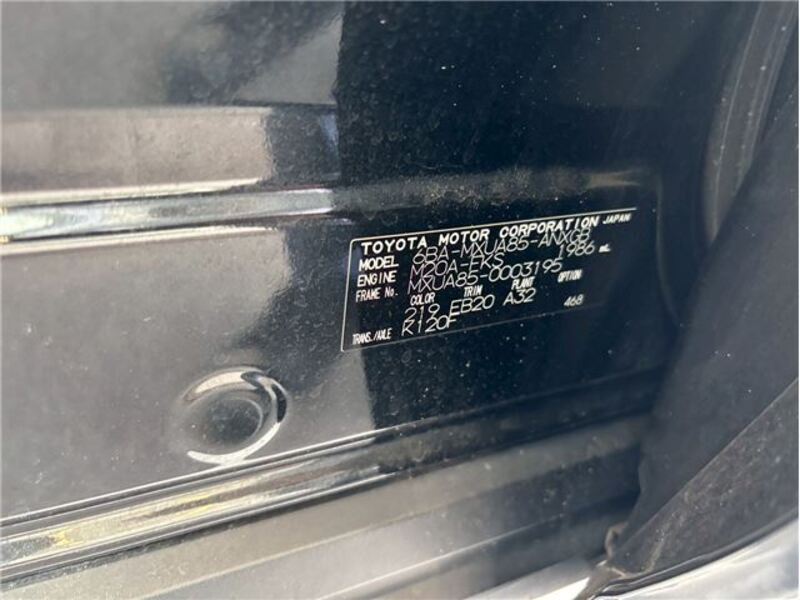 TOYOTA MOTOR CORPORATION JAPAN
MODEL 6BA-MXUA85-ANXGB
ENGINE M20A-FKS 1986 mL
FRAME No. MXUA85-0003195
COLOR TRIM PLANT OPTION
219 EB20 A32 468
TRANS./AXLE K120F